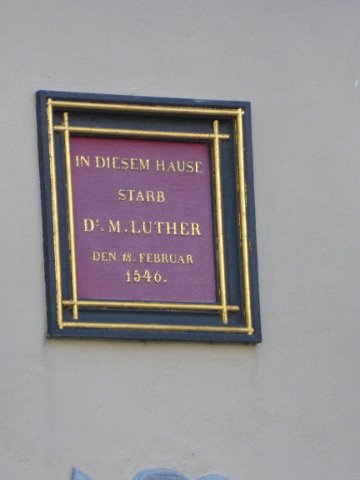 IN DIESEM HAUSE
STARB
Dr. M. LUTHER
DEN 18. FEBRUAR
1546.